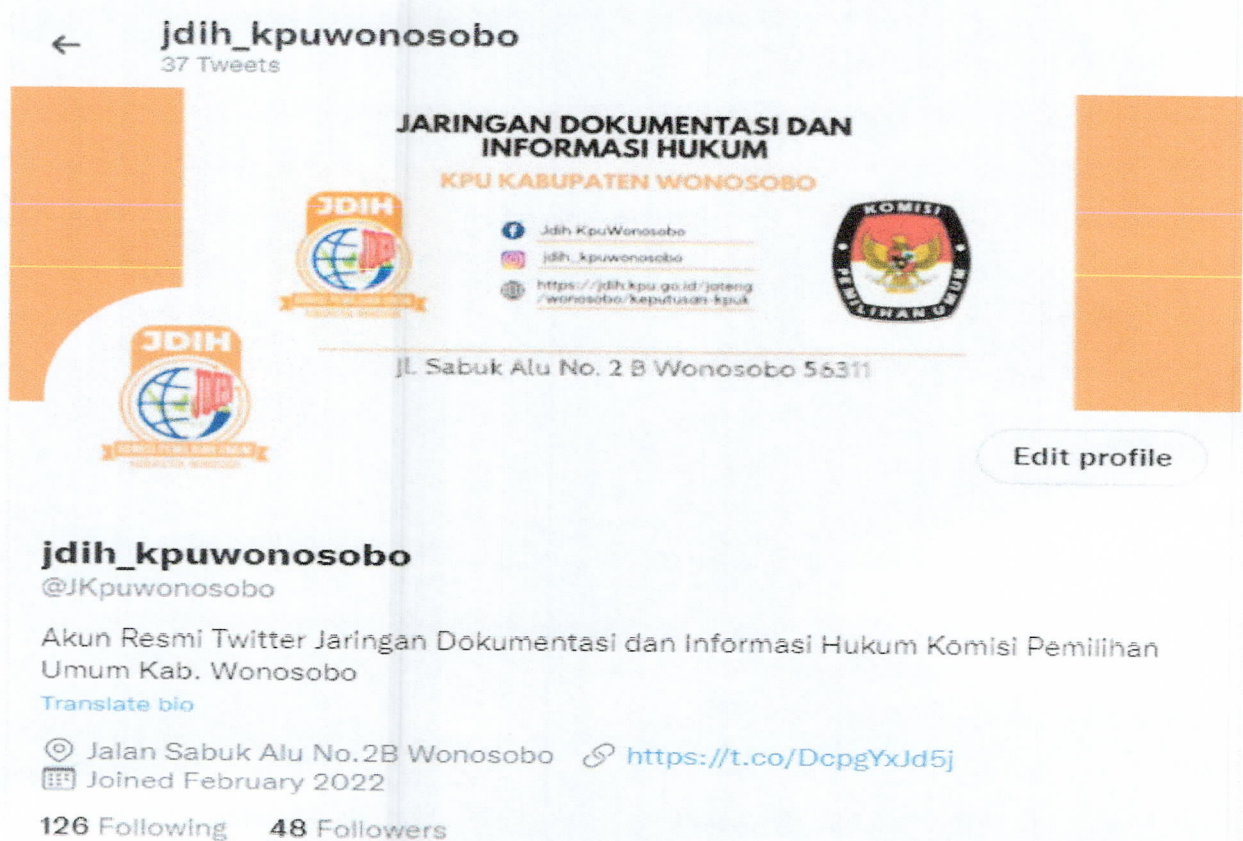 jdih_kpuwonosobo
37 Tweets
JARINGAN DOKUMENTASI DAN
INFORMASI HUKUM
KPU KABUPATEN WONOSOBO
JDIH
Jdih KpuWonosobo
jdih_kpuwonosobo
https://jdih.kpu.go.id/jateng
/wonosobo/keputusan-kpuk
KOMISI
PEMILIHAN UMUM
Jl. Sabuk Alu No. 2 B Wonosobo 56311
JDIH
Edit profile
jdih_kpuwonosobo
@JKpuwonosobo
Akun Resmi Twitter Jaringan Dokumentasi dan Informasi Hukum Komisi Pemilihan
Umum Kab. Wonosobo
Translate bio
Jalan Sabuk Alu No.2B Wonosobo https://t.co/DcpgYxJd5j
Joined February 2022
126 Following 48 Followers